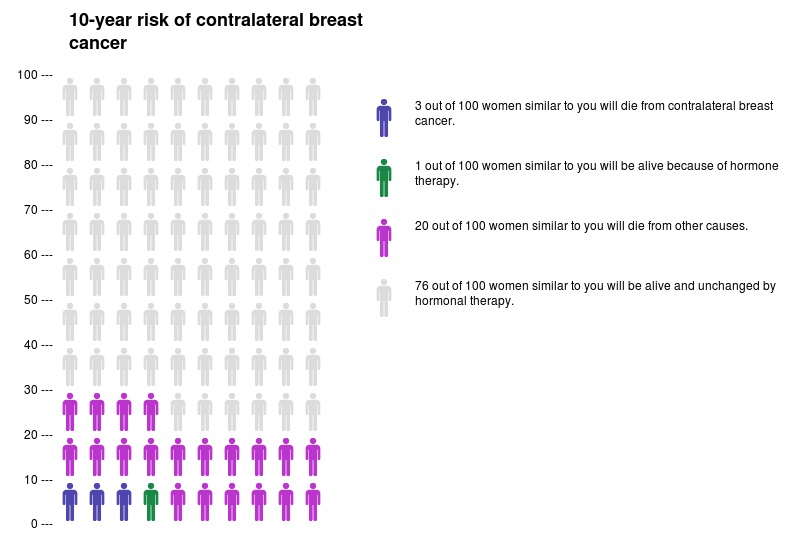 10-year risk of contralateral breast
cancer
100 ---
90 ---
80 ---
70 ---
60 ---
50 ---
40 ---
30 ---
20 ---
10 ---
0 ---
3 out of 100 women similar to you will die from contralateral breast
cancer.
1 out of 100 women similar to you will be alive because of hormone
therapy.
20 out of 100 women similar to you will die from other causes.
76 out of 100 women similar to you will be alive and unchanged by
hormonal therapy.